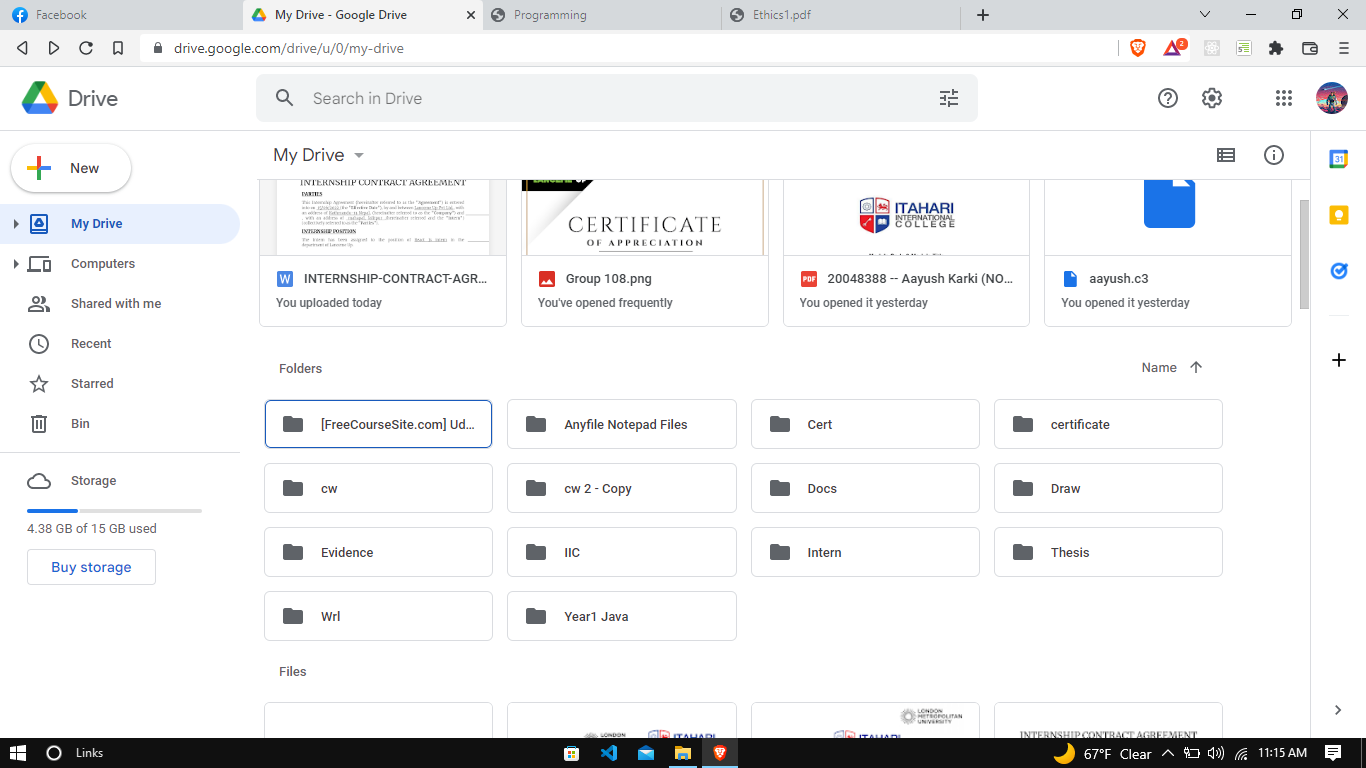 Facebook
My Drive - Google Drive
Programming
Ethics1.pdf
drive.google.com/drive/u/0/my-drive
2
Drive
Search in Drive
New
My Drive
Computers
Shared with me
Recent
Starred
Bin
Storage
4.38 GB of 15 GB used
Buy storage
My Drive
INTERNSHIP CONTRACT AGREEMENT
PARTIES
INTERNSHIP POSITION
CERTIFICATE
OF APPRECIATION
ITAHARI
INTERNATIONAL
COLLEGE
W INTERNSHIP-CONTRACT-AGR...
You uploaded today
Group 108.png
You've opened frequently
PDF 20048388 -- Aayush Karki (NO...
You opened it yesterday
aayush.c3
You opened it yesterday
Folders
Name
[FreeCourseSite.com] Ud...
Anyfile Notepad Files
Cert
certificate
cw
cw 2 - Copy
Docs
Draw
Evidence
IIC
Intern
Thesis
Wrl
Year1 Java
Files
LONDON
ITAHARI
LONDON
METROPOLITAN
UNIVERSITY
ITAHARI
INTERNSHIP CONTRACT AGREEMENT
31
Links
67°F Clear
11:15 AM